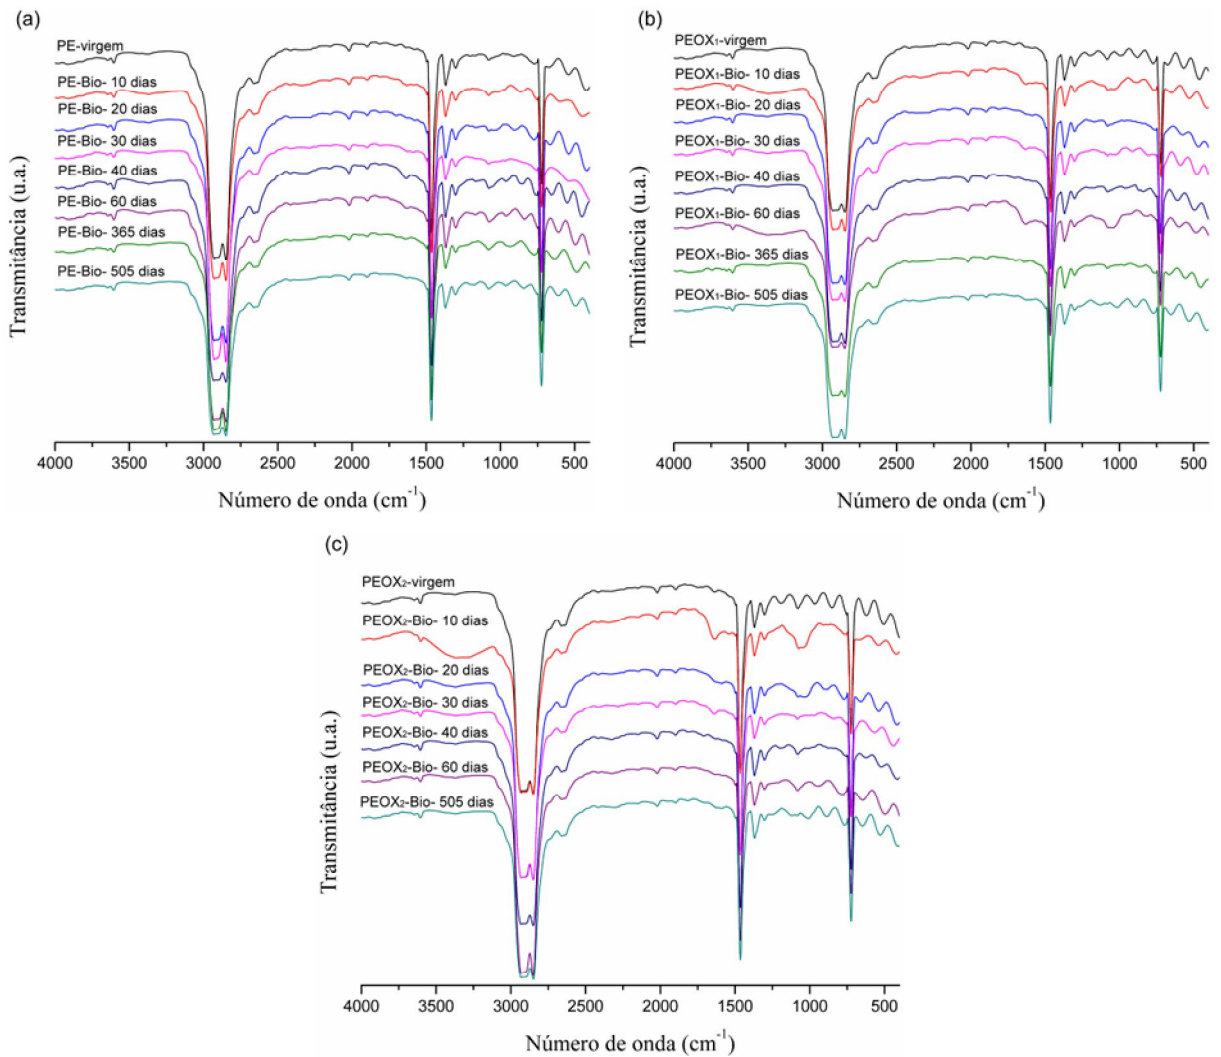 (a)
PE-virgem
PE-Bio- 10 dias
PE-Bio- 20 dias
PE-Bio- 30 dias
PE-Bio- 40 dias
PE-Bio- 60 dias
PE-Bio- 365 dias
PE-Bio- 505 dias
Transmitância (u.a.)
4000 3500 3000 2500 2000 1500 1000 500
Número de onda (cm⁻¹)
(b)
PEOX₁-virgem
PEOX₁-Bio- 10 dias
PEOX₁-Bio- 20 dias
PEOX₁-Bio- 30 dias
PEOX₁-Bio- 40 dias
PEOX₁-Bio- 60 dias
PEOX₁-Bio- 365 dias
PEOX₁-Bio- 505 dias
Transmitância (u.a.)
4000 3500 3000 2500 2000 1500 1000 500
Número de onda (cm⁻¹)
(c)
PEOX₂-virgem
PEOX₂-Bio- 10 dias
PEOX₂-Bio- 20 dias
PEOX₂-Bio- 30 dias
PEOX₂-Bio- 40 dias
PEOX₂-Bio- 60 dias
PEOX₂-Bio- 505 dias
Transmitância (u.a.)
4000 3500 3000 2500 2000 1500 1000 500
Número de onda (cm⁻¹)